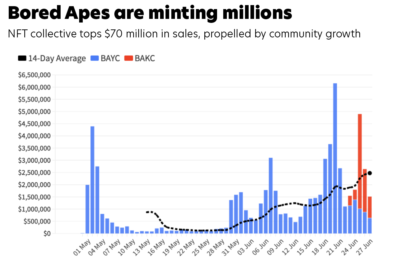 Bored Apes are minting millions
NFT collective tops $70 million in sales, propelled by community growth
14-Day Average BAYC BAKC
$6,500,000
$6,000,000
$5,500,000
$5,000,000
$4,500,000
$4,000,000
$3,500,000
$3,000,000
$2,500,000
$2,000,000
$1,500,000
$1,000,000
$500,000
$0
01 May
04 May
07 May
10 May
13 May
16 May
19 May
22 May
25 May
28 May
31 May
03 Jun
06 Jun
09 Jun
12 Jun
15 Jun
18 Jun
21 Jun
24 Jun
27 Jun